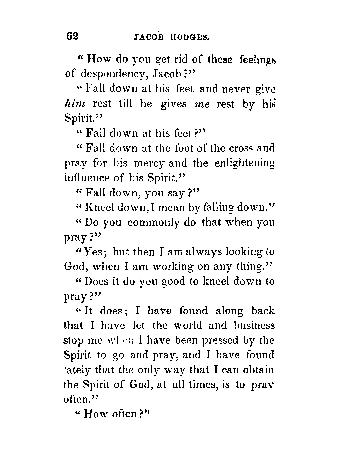 62 JACOB HODGES.
“ How do you get rid of these feelings
of despondency, Jacob?”
“ Fall down at his feet and never give
him rest till he gives me rest by his
Spirit.”
“ Fall down at his feet?”
“ Fall down at the foot of the cross and
pray for his mercy and the enlightening
influence of his Spirit.”
“ Fall down, you say?”
“ Kneel down, I mean by falling down.”
“ Do you commonly do that when you
pray?”
“ Yes; but then I am always looking to
God, when I am working on any thing.”
“ Does it do you good to kneel down to
pray?”
“ It does; I have found along back
that I have let the world and business
stop me when I have been pressed by the
Spirit to go and pray, and I have found
lately that the only way that I can obtain
the Spirit of God, at all times, is to pray
often.”
“ How often?”